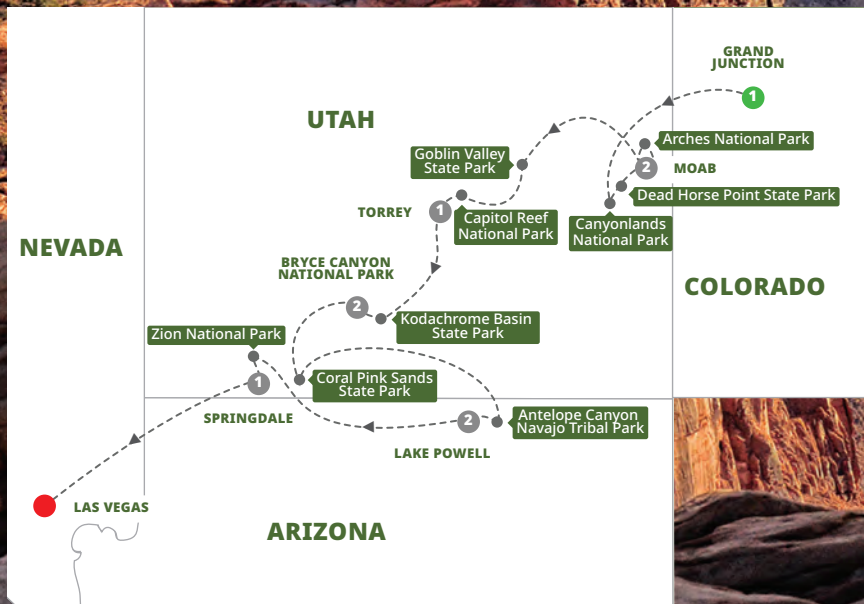 GRAND
JUNCTION
1
UTAH
Arches National Park
Goblin Valley
State Park
2
MOAB
Dead Horse Point State Park
TORREY
1
Capitol Reef
National Park
Canyonlands
National Park
NEVADA
BRYCE CANYON
NATIONAL PARK
COLORADO
2
Kodachrome Basin
State Park
Zion National Park
1
Coral Pink Sands
State Park
SPRINGDALE
2
Antelope Canyon
Navajo Tribal Park
LAKE POWELL
LAS VEGAS
ARIZONA